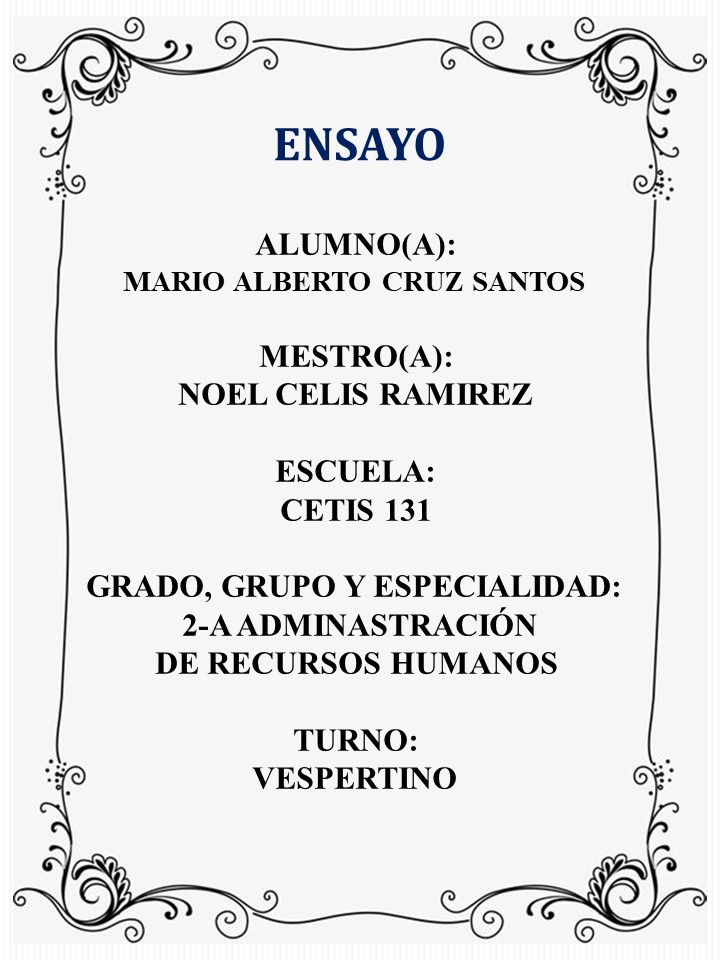 ENSAYO
ALUMNO(A):
MARIO ALBERTO CRUZ SANTOS
MESTRO(A):
NOEL CELIS RAMIREZ
ESCUELA:
CETIS 131
GRADO, GRUPO Y ESPECIALIDAD:
2-A ADMINASTRACIÓN
DE RECURSOS HUMANOS
TURNO:
VESPERTINO